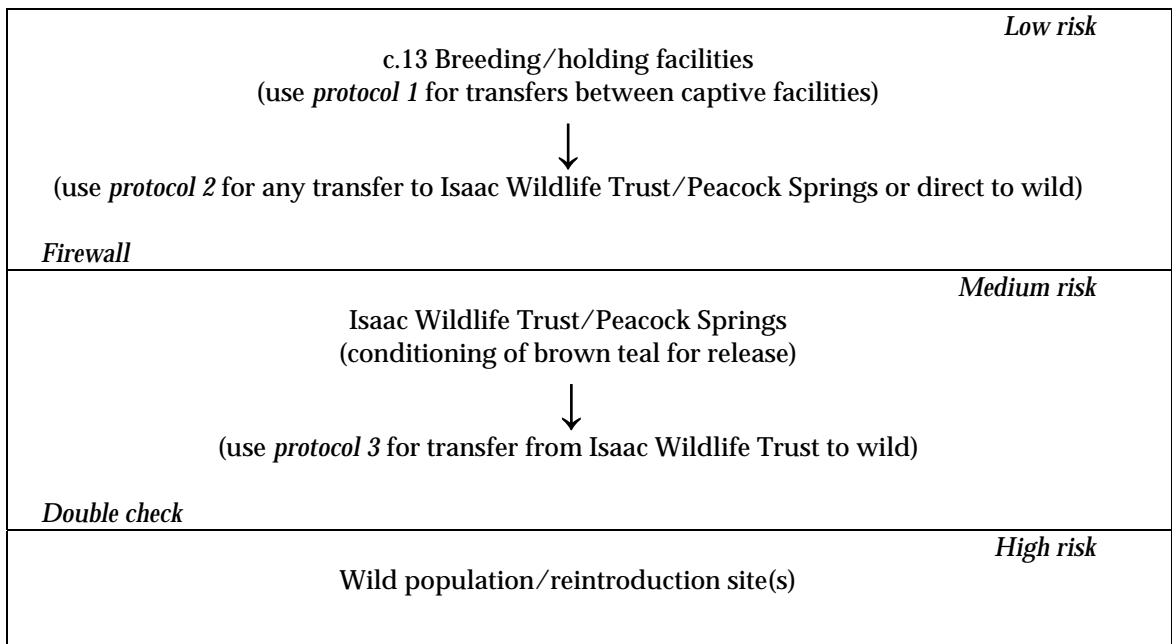 Low risk
c.13 Breeding/holding facilities
(use protocol 1 for transfers between captive facilities)
(use protocol 2 for any transfer to Isaac Wildlife Trust/Peacock Springs or direct to wild)
Firewall
Medium risk
Isaac Wildlife Trust/Peacock Springs
(conditioning of brown teal for release)
(use protocol 3 for transfer from Isaac Wildlife Trust to wild)
Double check
High risk
Wild population/reintroduction site(s)